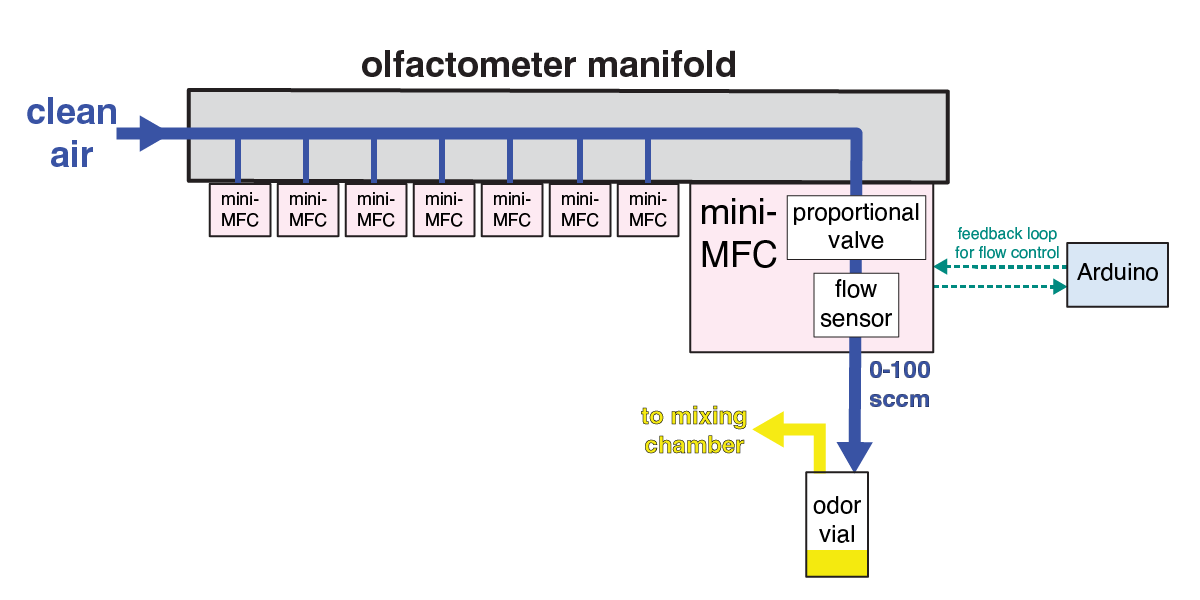 olfactometer manifold
clean
air
mini-
MFC
mini-
MFC
mini-
MFC
mini-
MFC
mini-
MFC
mini-
MFC
mini-
MFC
mini-
MFC
proportional
valve
flow
sensor
feedback loop
for flow control
Arduino
0-100
sccm
to mixing
chamber
odor
vial